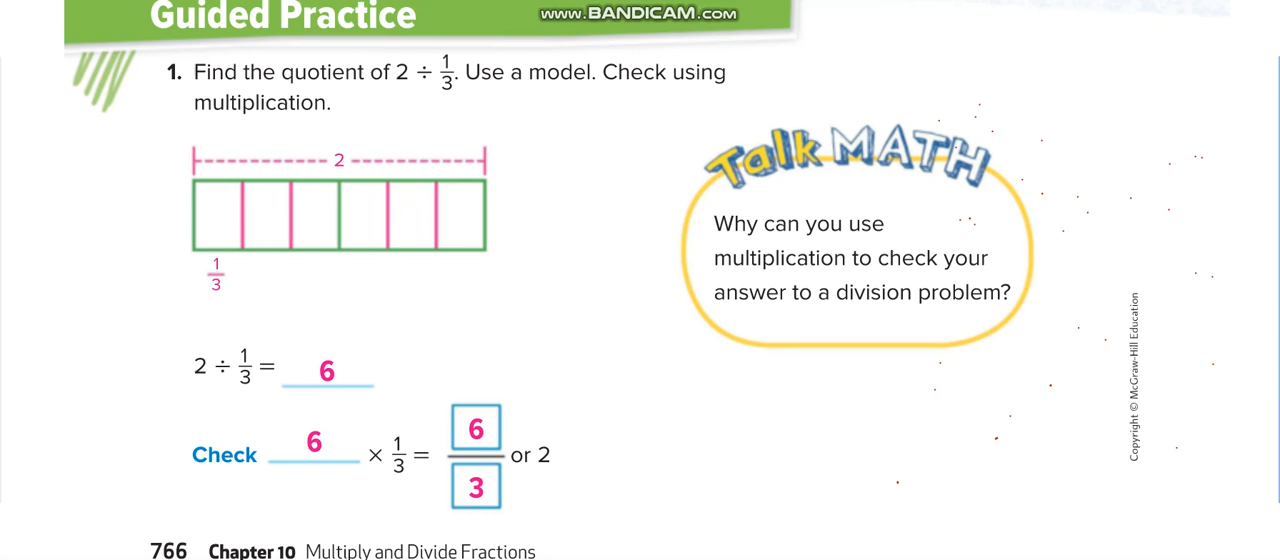 Guided Practice
www.BANDICAM.com
1. Find the quotient of 2 ÷ 1/3. Use a model. Check using
multiplication.
2
1/3
Talk MATH
Why can you use
multiplication to check your
answer to a division problem?
2 ÷ 1/3 = 6
Check 6 × 1/3 = 6/3 or 2
Copyright © McGraw-Hill Education
766 Chapter 10 Multiply and Divide Fractions